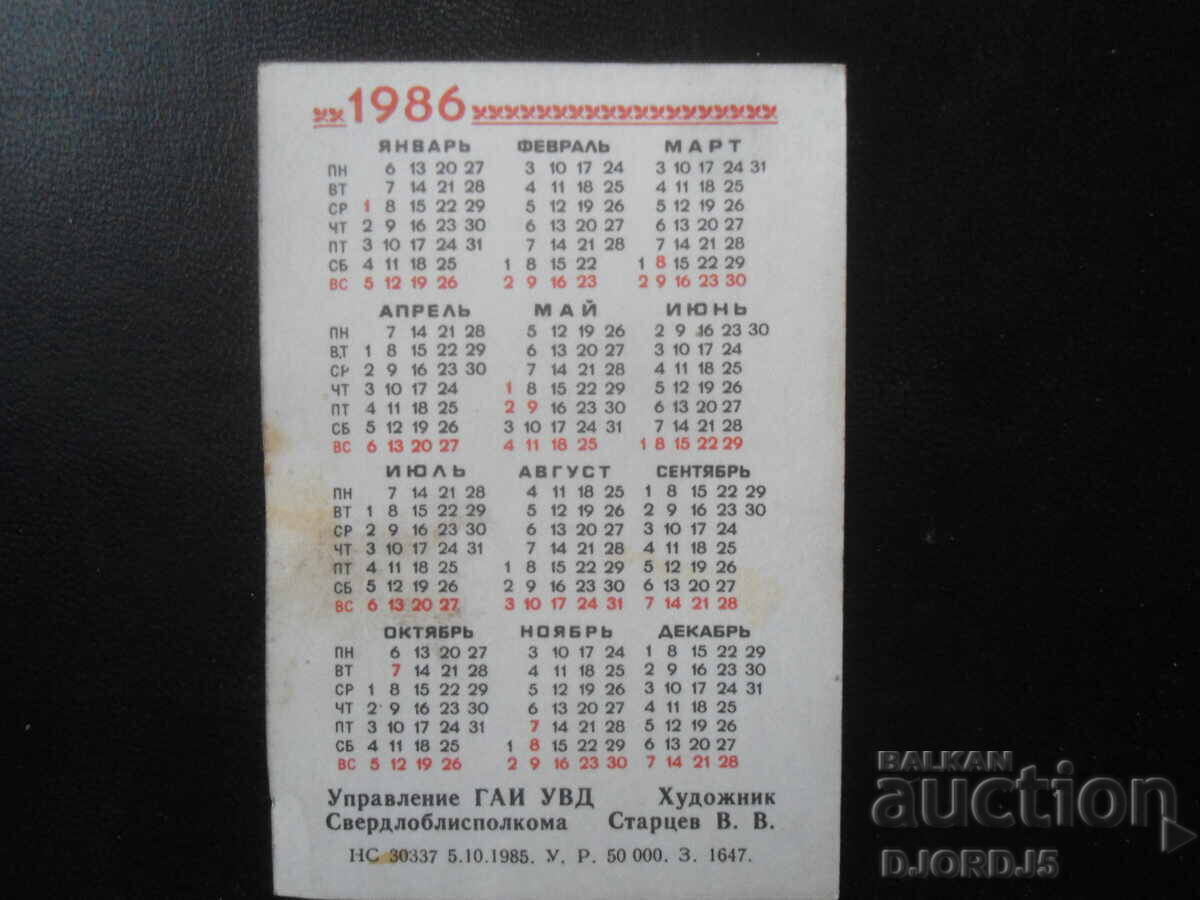 1986
ЯНВАРЬ ФЕВРАЛЬ МАРТ
ПН 6 13 20 27 3 10 17 24 3 10 17 24 31
ВТ 7 14 21 28 4 11 18 25 4 11 18 25
СР 1 8 15 22 29 5 12 19 26 5 12 19 26
ЧТ 2 9 16 23 30 6 13 20 27 6 13 20 27
ПТ 3 10 17 24 31 7 14 21 28 7 14 21 28
СБ 4 11 18 25 1 8 15 22 1 8 15 22 29
ВС 5 12 19 26 2 9 16 23 2 9 16 23 30
АПРЕЛЬ МАЙ ИЮНЬ
ПН 7 14 21 28 5 12 19 26 2 9 16 23 30
ВТ 1 8 15 22 29 6 13 20 27 3 10 17 24
СР 2 9 16 23 30 7 14 21 28 4 11 18 25
ЧТ 3 10 17 24 1 8 15 22 29 5 12 19 26
ПТ 4 11 18 25 2 9 16 23 30 6 13 20 27
СБ 5 12 19 26 3 10 17 24 31 7 14 21 28
ВС 6 13 20 27 4 11 18 25 1 8 15 22 29
ИЮЛЬ АВГУСТ СЕНТЯБРЬ
ПН 7 14 21 28 4 11 18 25 1 8 15 22 29
ВТ 1 8 15 22 29 5 12 19 26 2 9 16 23 30
СР 2 9 16 23 30 6 13 20 27 3 10 17 24
ЧТ 3 10 17 24 31 7 14 21 28 4 11 18 25
ПТ 4 11 18 25 1 8 15 22 29 5 12 19 26
СБ 5 12 19 26 2 9 16 23 30 6 13 20 27
ВС 6 13 20 27 3 10 17 24 31 7 14 21 28
ОКТЯБРЬ НОЯБРЬ ДЕКАБРЬ
ПН 6 13 20 27 3 10 17 24 1 8 15 22 29
ВТ 7 14 21 28 4 11 18 25 2 9 16 23 30
СР 1 8 15 22 29 5 12 19 26 3 10 17 24 31
ЧТ 2 9 16 23 30 6 13 20 27 4 11 18 25
ПТ 3 10 17 24 31 7 14 21 28 5 12 19 26
СБ 4 11 18 25 1 8 15 22 29 6 13 20 27
ВС 5 12 19 26 2 9 16 23 30 7 14 21 28
Управление ГАИ УВД Художник
Свердлоблисполкома Старцев В. В.
НС 30337 5.10.1985. У. Р. 50 000. З. 1647.
BALKAN
auction
DJORDJ5